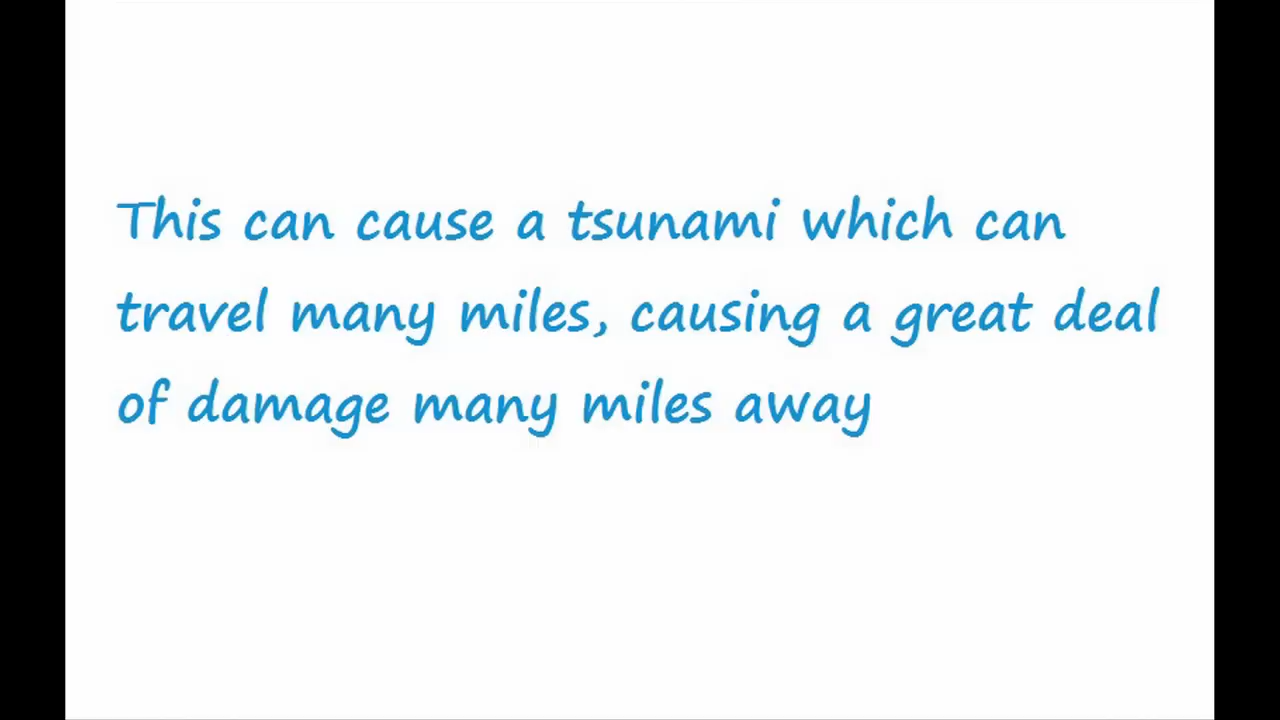 This can cause a tsunami which can
travel many miles, causing a great deal
of damage many miles away